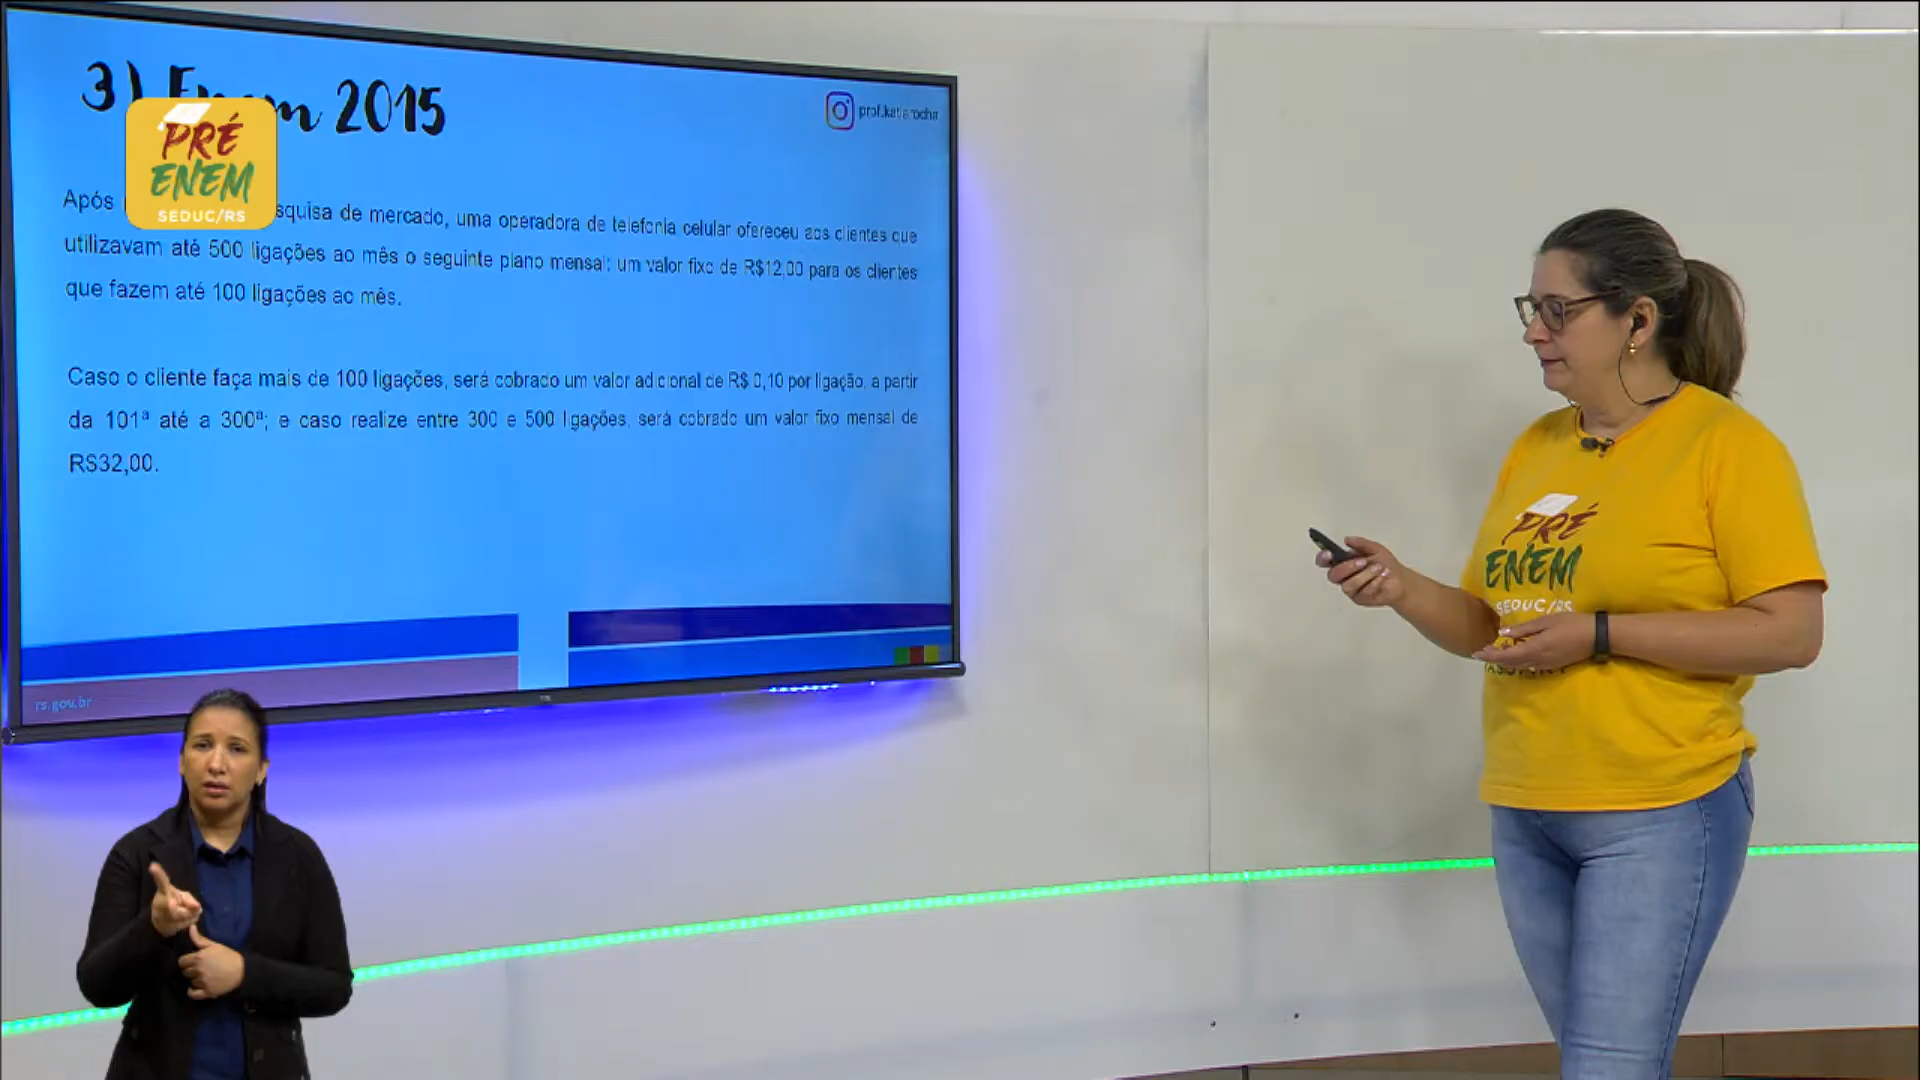 3) Enem 2015
prof.katiarocha
PRÉ
ENEM
SEDUC/RS
Após squisa de mercado, uma operadora de telefonia celular ofereceu aos clientes que
utilizavam até 500 ligações ao mês o seguinte plano mensal: um valor fixo de R$12,00 para os clientes
que fazem até 100 ligações ao mês.
Caso o cliente faça mais de 100 ligações, será cobrado um valor adicional de R$ 0,10 por ligação, a partir
da 101ª até a 300ª; e caso realize entre 300 e 500 ligações, será cobrado um valor fixo mensal de
R$32,00.
rs.gov.br
PRÉ
ENEM
SEDUC/RS